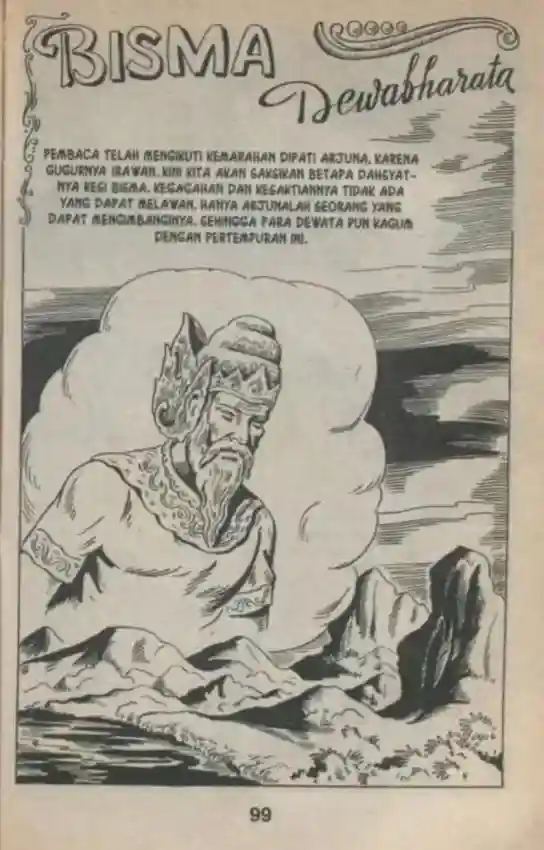 BISMA
Dewabharata
PEMBACA TELAH MENGIKUTI KEMARAHAN DIPATI ARJUNA, KARENA
GUGURNYA IRAWAN. KINI KITA AKAN SAKSIKAN BETAPA DAHSYAT-
NYA RESI BISMA. KEGAGAHAN DAN KESAKTIANNYA TIDAK ADA
YANG DAPAT MELAWAN. HANYA ARJUNALAH SEORANG YANG
DAPAT MENGIMBANGINYA. SEHINGGA PARA DEWATA PUN KAGUM
DENGAN PERTEMPURAN INI.
99